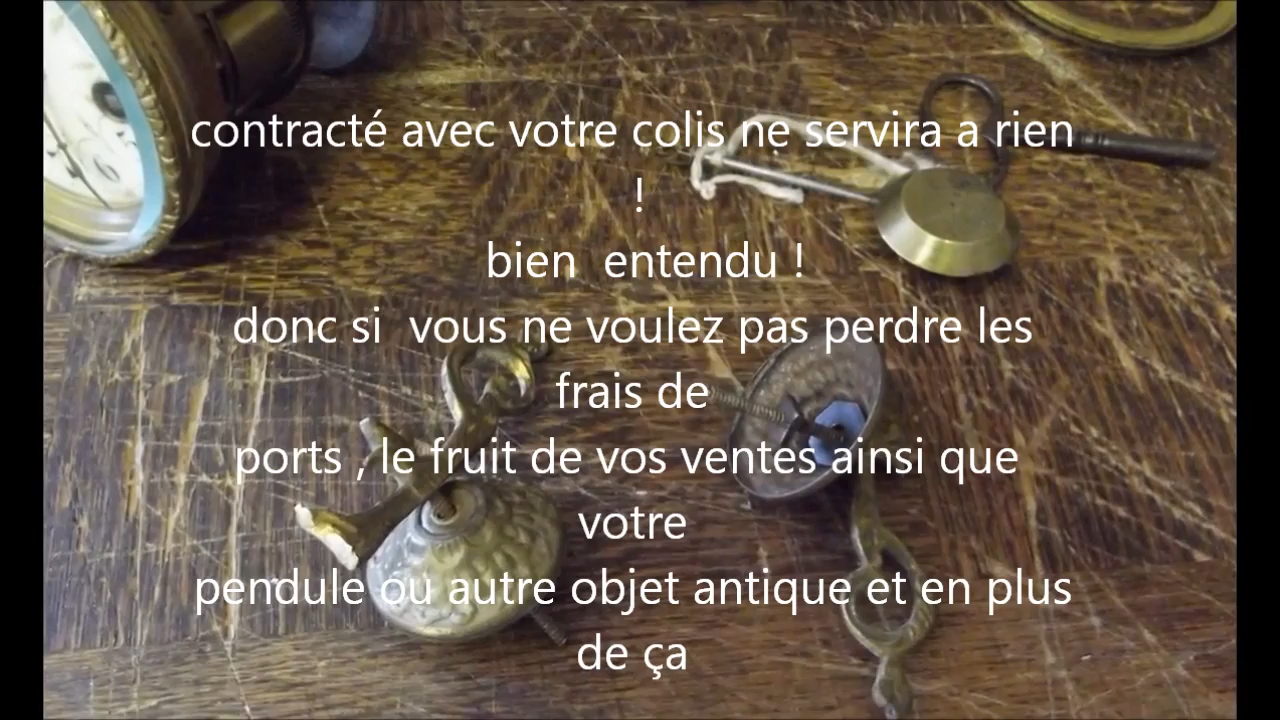 contracté avec votre colis ne servira a rien
!
bien  entendu !
donc si  vous ne voulez pas perdre les
frais de
ports , le fruit de vos ventes ainsi que
votre
pendule ou autre objet antique et en plus
de ça